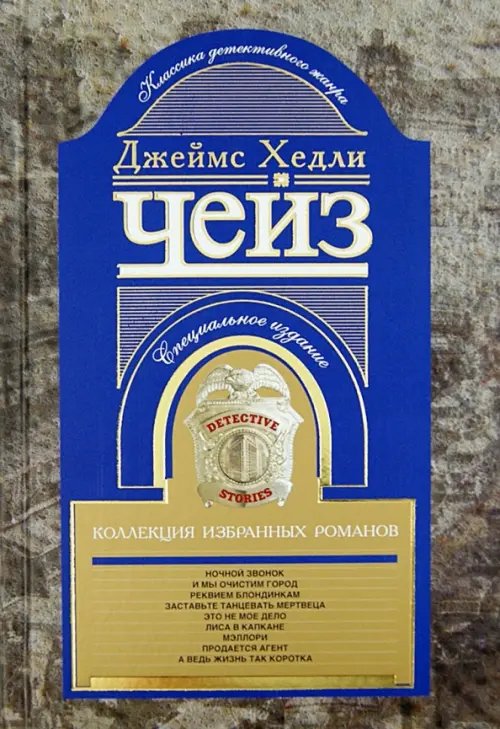 Классика детективного жанра
Джеймс Хедли
Чейз
Специальное издание
DETECTIVE
STORIES
КОЛЛЕКЦИЯ ИЗБРАННЫХ РОМАНОВ
НОЧНОЙ ЗВОНОК
И МЫ ОЧИСТИМ ГОРОД
РЕКВИЕМ БЛОНДИНКАМ
ЗАСТАВЬТЕ ТАНЦЕВАТЬ МЕРТВЕЦА
ЭТО НЕ МОЕ ДЕЛО
ЛИСА В КАПКАНЕ
МЭЛЛОРИ
ПРОДАЕТСЯ АГЕНТ
А ВЕДЬ ЖИЗНЬ ТАК КОРОТКА